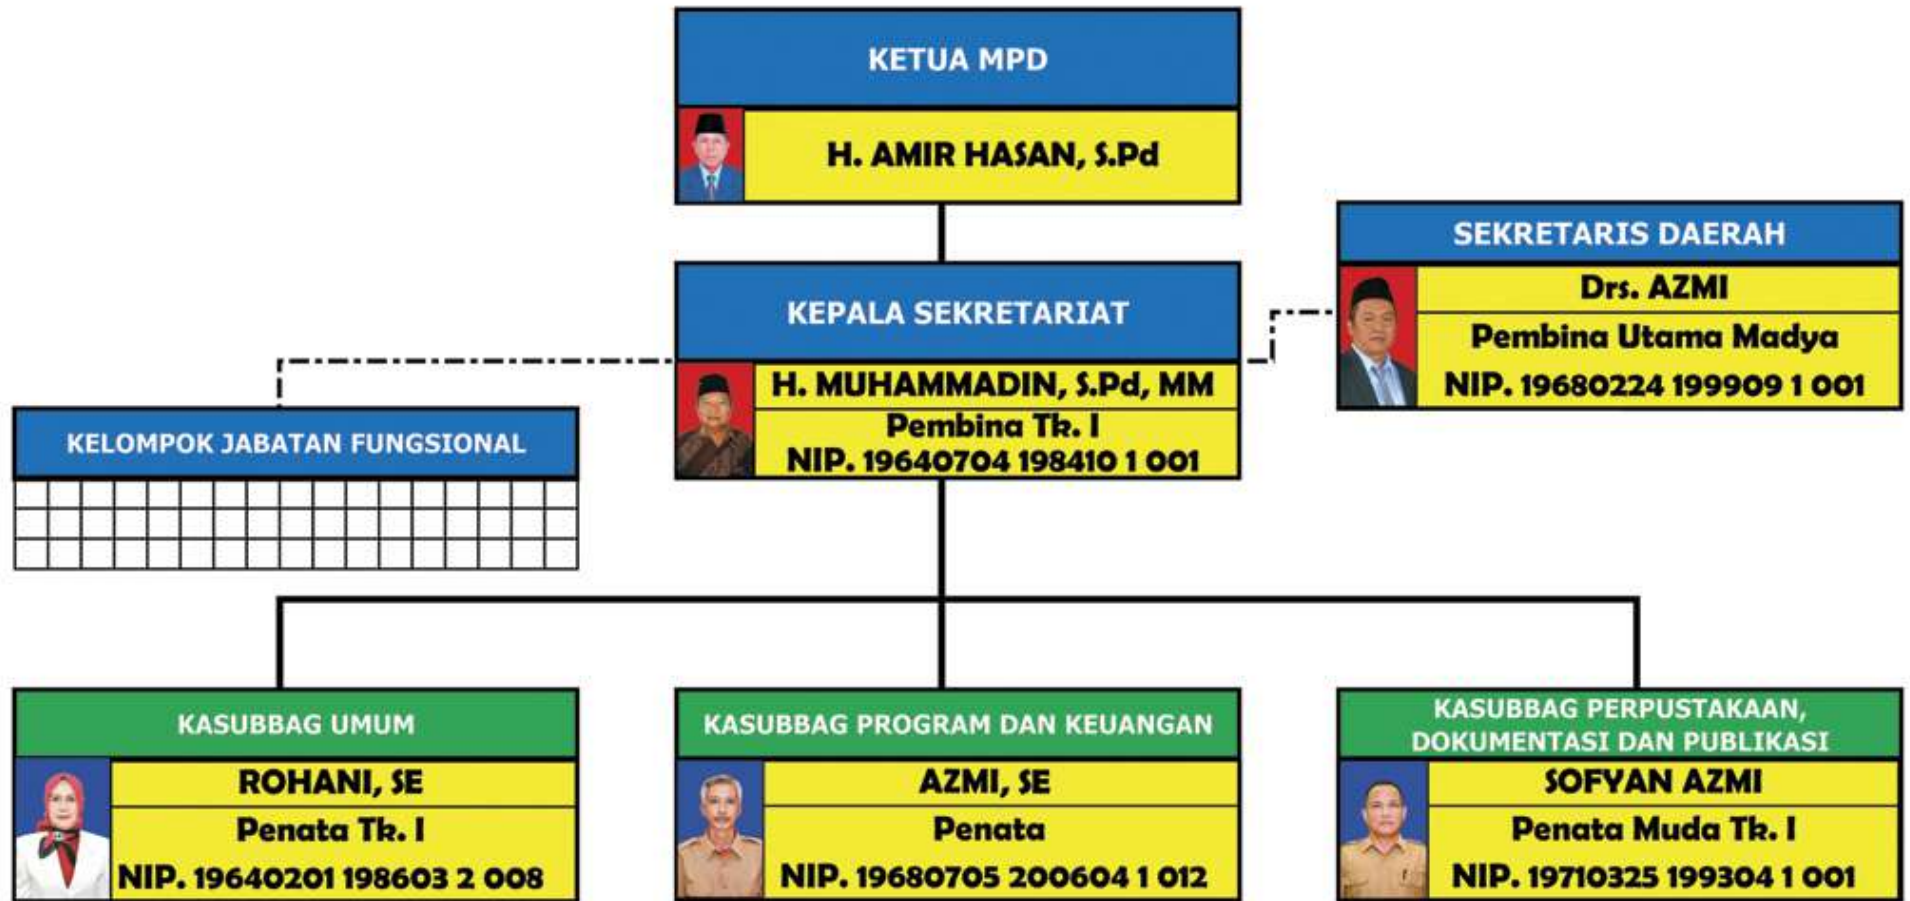 KETUA MPD
H. AMIR HASAN, S.Pd
SEKRETARIS DAERAH
Drs. AZMI
Pembina Utama Madya
NIP. 19680224 199909 1 001
KEPALA SEKRETARIAT
H. MUHAMMADIN, S.Pd, MM
Pembina Tk. I
NIP. 19640704 198410 1 001
KELOMPOK JABATAN FUNGSIONAL
KASUBBAG UMUM
ROHANI, SE
Penata Tk. I
NIP. 19640201 198603 2 008
KASUBBAG PROGRAM DAN KEUANGAN
AZMI, SE
Penata
NIP. 19680705 200604 1 012
KASUBBAG PERPUSTAKAAN,
DOKUMENTASI DAN PUBLIKASI
SOFYAN AZMI
Penata Muda Tk. I
NIP. 19710325 199304 1 001